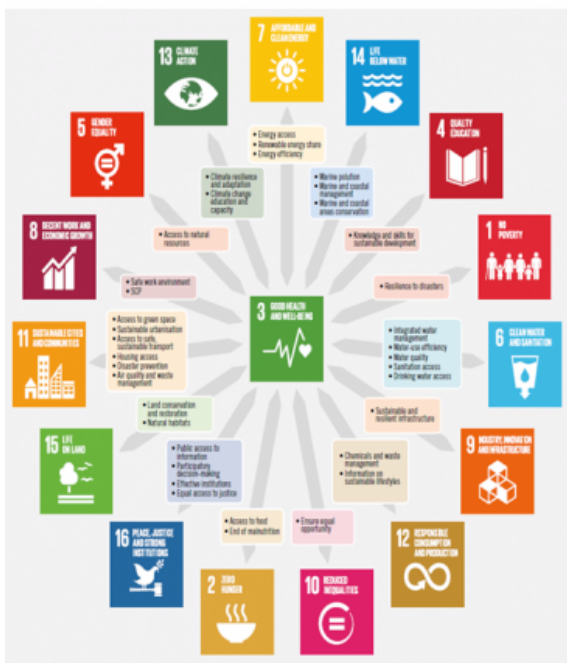 7 AFFORDABLE AND
CLEAN ENERGY
13 CLIMATE
ACTION
14 LIFE
BELOW WATER
5 GENDER
EQUALITY
4 QUALITY
EDUCATION
• Energy access
• Renewable energy share
• Energy efficiency
• Climate resilience
and adaptation
• Climate change
education and
capacity
• Marine polution
• Marine and coastal
management
• Marine and coastal
areas conservation
8 DECENT WORK AND
ECONOMIC GROWTH
1 NO
POVERTY
• Access to natural
resources
• Knowledge and skills for
sustainable development
• Safe work environment
• SCP
• Resilience to disasters
3 GOOD HEALTH
AND WELL-BEING
11 SUSTAINABLE CITIES
AND COMMUNITIES
• Access to green space
• Sustainable urbanisation
• Access to safe,
sustainable transport
• Housing access
• Disaster prevention
• Air quality and waste
management
• Integrated water
management
• Water-use efficiency
• Water quality
• Sanitation access
• Drinking water access
6 CLEAN WATER
AND SANITATION
• Land conservation
and restoration
• Natural habitats
• Sustainable and
resilient infrastructure
15 LIFE
ON LAND
9 INDUSTRY, INNOVATION
AND INFRASTRUCTURE
• Public access to
information
• Participatory
decision-making
• Effective institutions
• Equal access to justice
• Chemicals and waste
management
• Information on
sustainable lifestyles
16 PEACE, JUSTICE
AND STRONG
INSTITUTIONS
• Access to food
• End of malnutrition
• Ensure equal
opportunity
12 RESPONSIBLE
CONSUMPTION
AND PRODUCTION
2 ZERO
HUNGER
10 REDUCED
INEQUALITIES